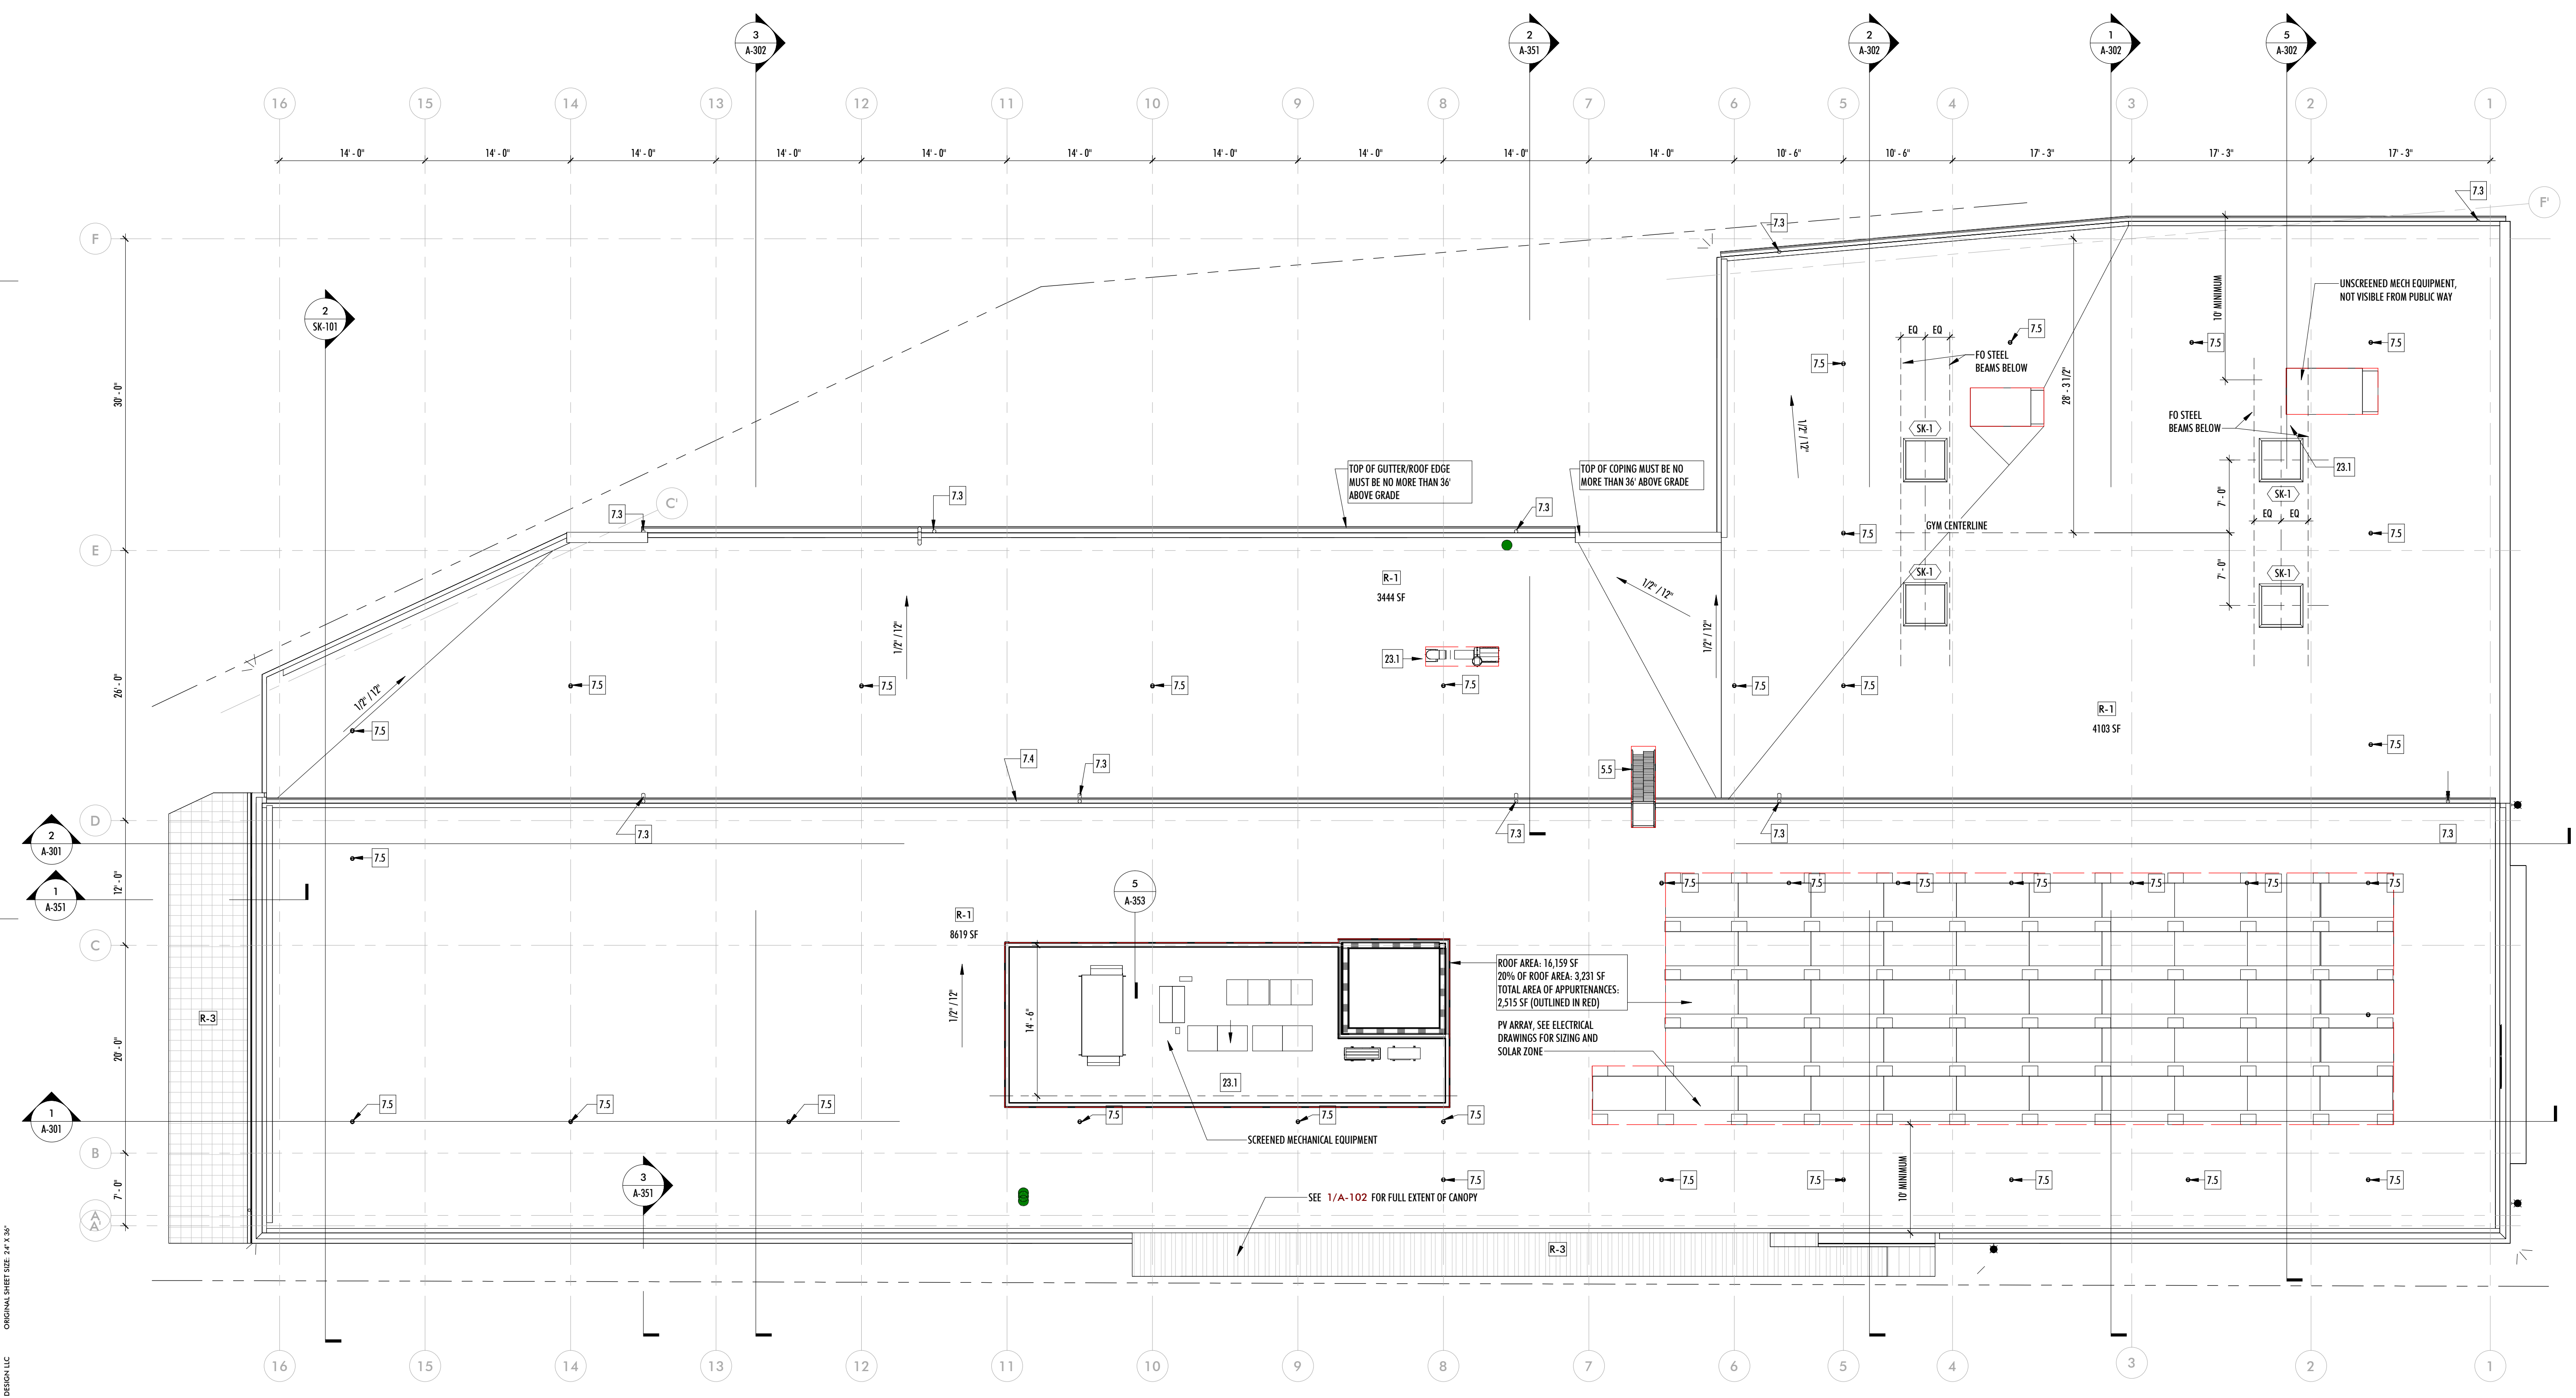 3
A-302
2
A-351
2
A-302
1
A-302
5
A-302
16
15
14
13
12
11
10
9
8
7
6
5
4
3
2
1
14' - 0"
14' - 0"
14' - 0"
14' - 0"
14' - 0"
14' - 0"
14' - 0"
14' - 0"
14' - 0"
14' - 0"
10' - 6"
10' - 6"
17' - 3"
17' - 3"
17' - 3"
7.3
F'
7.3
F
10' MINIMUM
UNSCREENED MECH EQUIPMENT,
NOT VISIBLE FROM PUBLIC WAY
2
SK-101
EQ
EQ
7.5
7.5
7.5
FO STEEL
BEAMS BELOW
7.5
30' - 0"
28' - 3 1/2"
1/2" / 12"
FO STEEL
BEAMS BELOW
SK-1
TOP OF GUTTER/ROOF EDGE
MUST BE NO MORE THAN 36'
ABOVE GRADE
TOP OF COPING MUST BE NO
MORE THAN 36' ABOVE GRADE
23.1
C'
7.3
7.3
7.3
SK-1
7' - 0"
EQ
EQ
GYM CENTERLINE
7.5
7.5
E
R-1
3444 SF
1/2" / 12"
SK-1
SK-1
7' - 0"
1/2" / 12"
1/2" / 12"
23.1
26' - 0"
7.5
7.5
7.5
7.5
7.5
7.5
1/2" / 12"
R-1
4103 SF
7.5
7.5
7.4
7.3
5.5
D
7.3
7.3
7.3
7.3
2
A-301
7.5
1
A-351
12' - 0"
5
A-353
7.5
7.5
7.5
7.5
7.5
7.5
7.5
R-1
8619 SF
C
ROOF AREA: 16,159 SF
20% OF ROOF AREA: 3,231 SF
TOTAL AREA OF APPURTENANCES:
2,515 SF (OUTLINED IN RED)
1/2" / 12"
14' - 6"
R-3
PV ARRAY, SEE ELECTRICAL
DRAWINGS FOR SIZING AND
SOLAR ZONE
20' - 0"
23.1
1
A-301
7.5
7.5
7.5
7.5
7.5
7.5
SCREENED MECHANICAL EQUIPMENT
B
3
A-351
7.5
7.5
7.5
7.5
7.5
7.5
10' MINIMUM
7' - 0"
SEE 1/A-102 FOR FULL EXTENT OF CANOPY
A
A'
R-3
ORIGINAL SHEET SIZE: 24" X 36"
DESIGN LLC
16
15
14
13
12
11
10
9
8
7
6
5
4
3
2
1